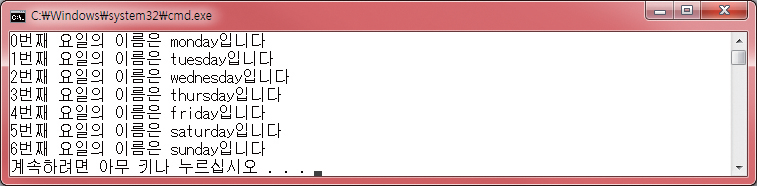 C:₩Windows₩system32₩cmd.exe
0번째 요일의 이름은 monday입니다
1번째 요일의 이름은 tuesday입니다
2번째 요일의 이름은 wednesday입니다
3번째 요일의 이름은 thursday입니다
4번째 요일의 이름은 friday입니다
5번째 요일의 이름은 saturday입니다
6번째 요일의 이름은 sunday입니다
계속하려면 아무 키나 누르십시오 . . .